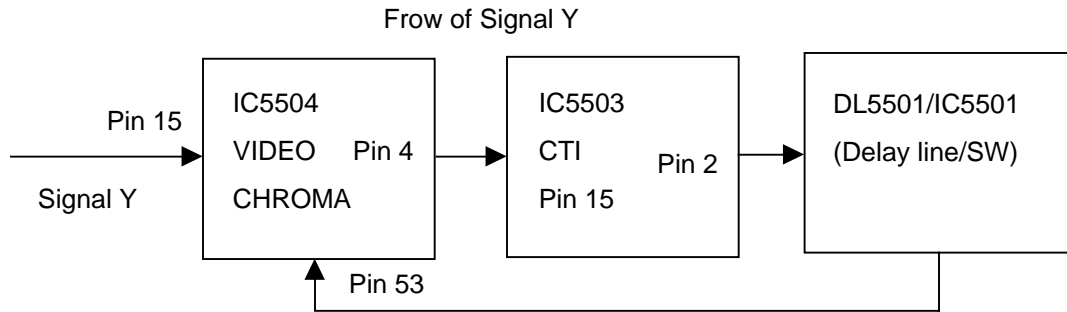 Frow of Signal Y
Pin 15
Signal Y
IC5504
VIDEO Pin 4
CHROMA
IC5503
CTI
Pin 2
Pin 15
DL5501/IC5501
(Delay line/SW)
Pin 53